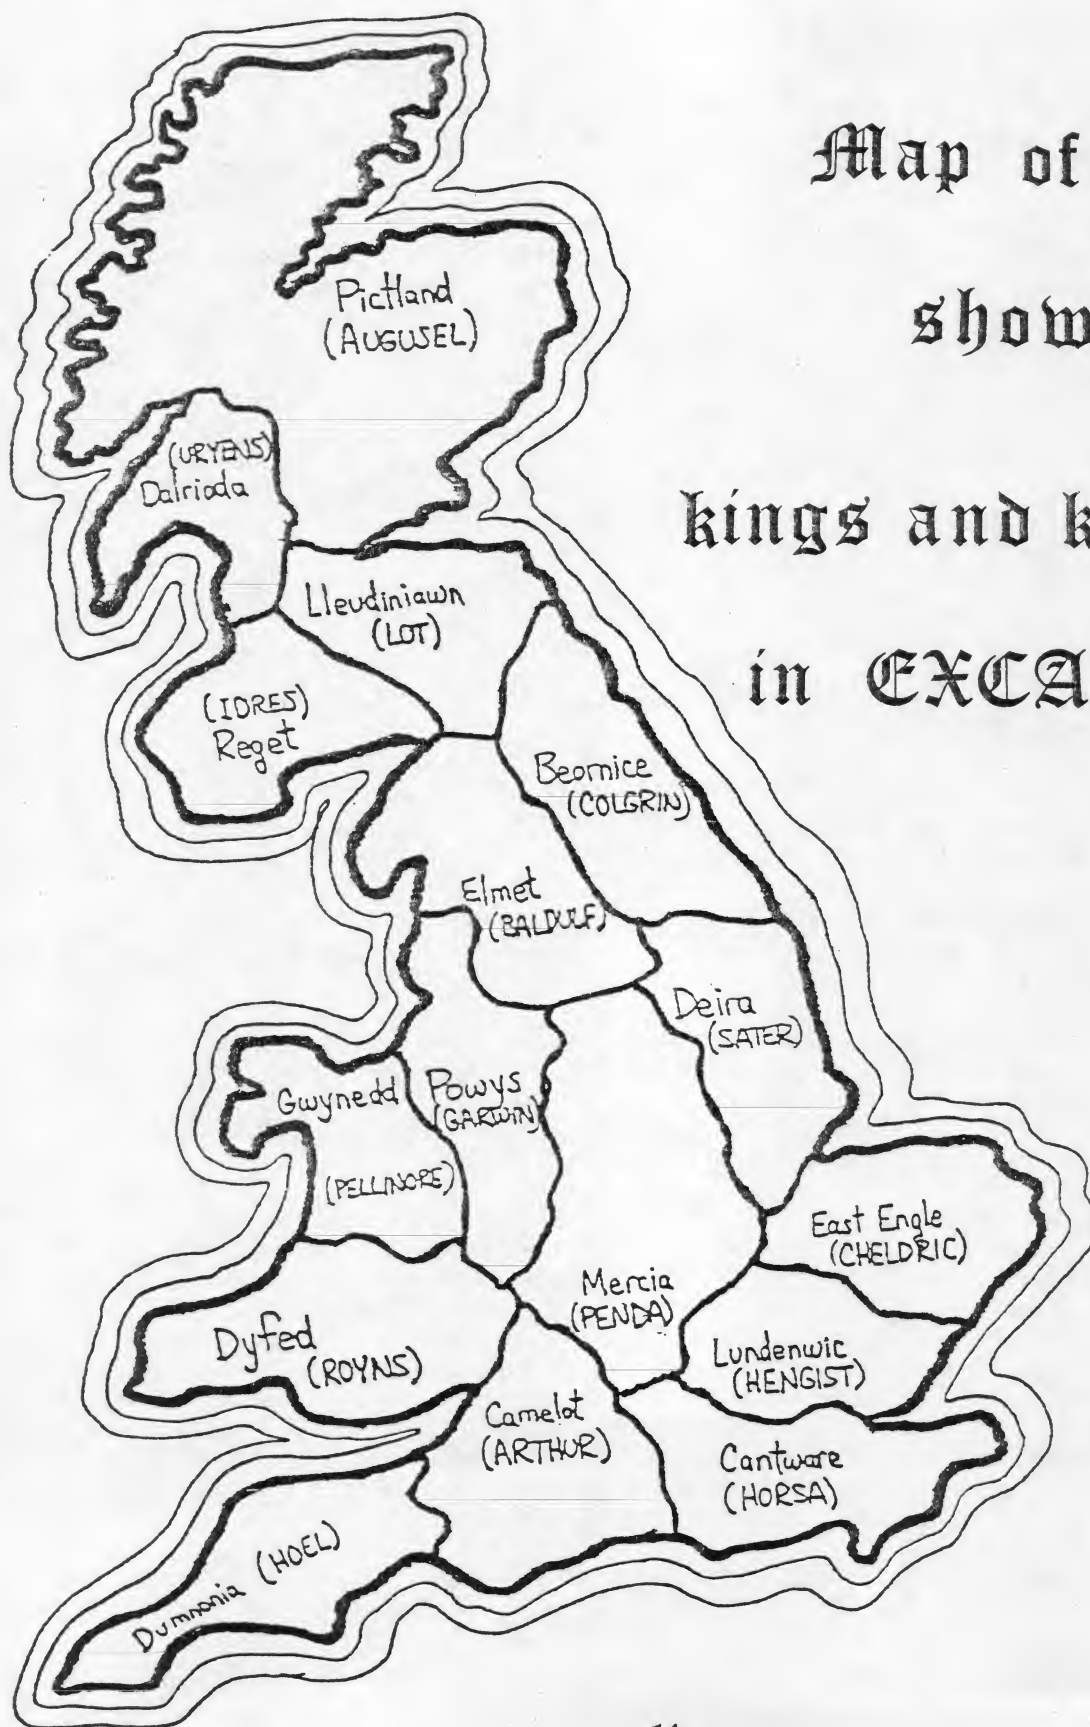 Map of
show
kings and k
in EXCA
Pictland
(AUGUSEL)
(URYENS)
Dalriada
Lleudiniawn
(LOT)
(IDRES)
Reget
Beornice
(COLGRIN)
Elmet
(BALDULF)
Deira
(SATER)
Gwynedd
(PELLINORE)
Powys
(GARWIN)
East Engle
(CHELDRIC)
Mercia
(PENDA)
Dyfed
(ROYNS)
Lundenwic
(HENGIST)
Camelot
(ARTHUR)
Cantware
(HORSA)
Dumnonia (HOEL)